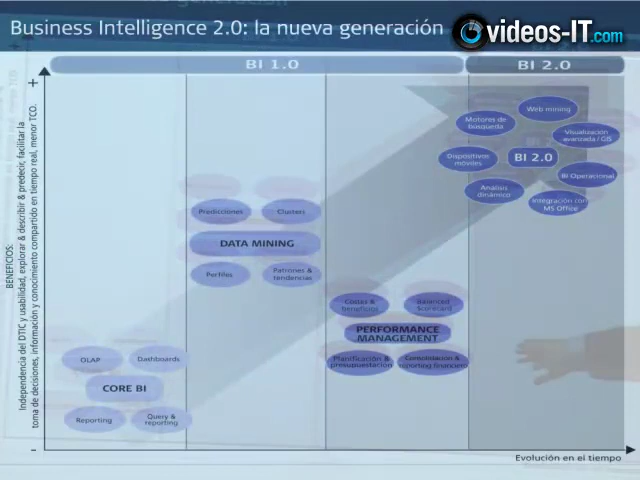 Business Intelligence 2.0: la nueva generación
videos-IT.com
BI 1.0
BI 2.0
+
BENEFICIOS:
Independencia del DTIC y usabilidad, explorar & describir & predecir, facilitar la
toma de decisiones, información y conocimiento compartido en tiempo real, menor TCO.
-
Motores de
búsqueda
Web mining
Visualización
avanzada / GIS
Dispositivos
móviles
BI 2.0
BI Operacional
Análisis
dinámico
Integración con
MS Office
Predicciones
Clusters
DATA MINING
Perfiles
Patrones &
tendencias
Costes &
beneficios
Balanced
Scorecard
PERFORMANCE
MANAGEMENT
Planificación &
presupuestación
Consolidación &
reporting financiero
OLAP
Dashboards
CORE BI
Reporting
Query &
reporting
Evolución en el tiempo